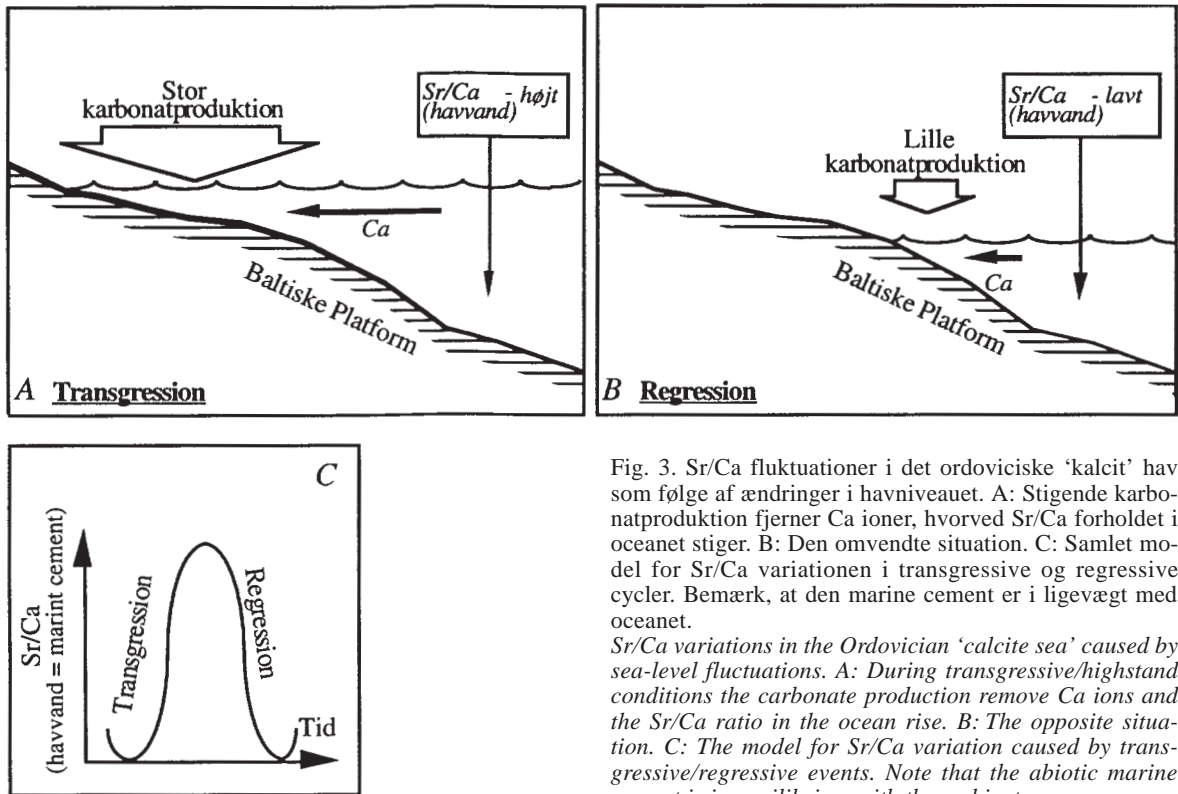 Stor
karbonatproduktion
Sr/Ca - højt
(havvand)
Ca
Baltiske Platform
A Transgression
Sr/Ca - lavt
(havvand)
Lille
karbonatproduktion
Ca
Baltiske Platform
B Regression
C
Sr/Ca
(havvand = marint cement)
Transgression
Regression
Tid
Fig. 3. Sr/Ca fluktuationer i det ordoviciske ‘kalcit’ hav
som følge af ændringer i havniveauet. A: Stigende karbo-
natproduktion fjerner Ca ioner, hvorved Sr/Ca forholdet i
oceanet stiger. B: Den omvendte situation. C: Samlet mo-
del for Sr/Ca variationen i transgressive og regressive
cycler. Bemærk, at den marine cement er i ligevægt med
oceanet.
Sr/Ca variations in the Ordovician ‘calcite sea’ caused by
sea-level fluctuations. A: During transgressive/highstand
conditions the carbonate production remove Ca ions and
the Sr/Ca ratio in the ocean rise. B: The opposite situa-
tion. C: The model for Sr/Ca variation caused by trans-
gressive/regressive events. Note that the abiotic marine